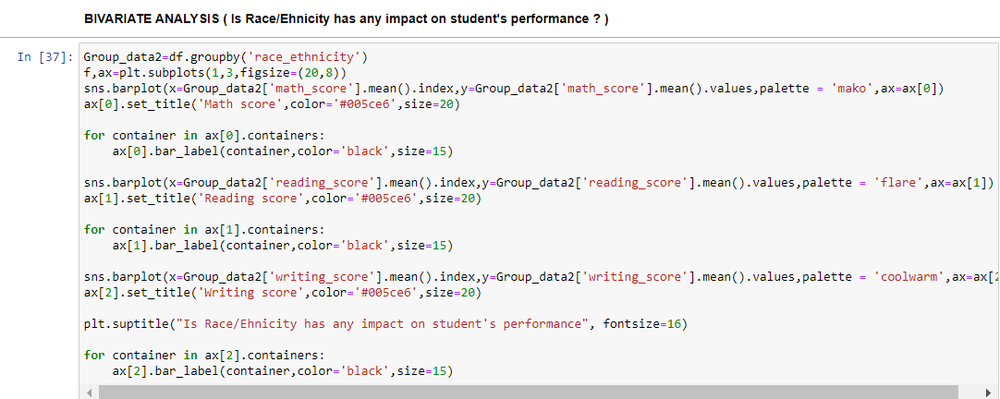 BIVARIATE ANALYSIS ( Is Race/Ehnicity has any impact on student's performance ? )
In [37]: Group_data2=df.groupby('race_ethnicity')
f,ax=plt.subplots(1,3,figsize=(20,8))
sns.barplot(x=Group_data2['math_score'].mean().index,y=Group_data2['math_score'].mean().values,palette = 'mako',ax=ax[0])
ax[0].set_title('Math score',color='#005ce6',size=20)
for container in ax[0].containers:
    ax[0].bar_label(container,color='black',size=15)
sns.barplot(x=Group_data2['reading_score'].mean().index,y=Group_data2['reading_score'].mean().values,palette = 'flare',ax=ax[1])
ax[1].set_title('Reading score',color='#005ce6',size=20)
for container in ax[1].containers:
    ax[1].bar_label(container,color='black',size=15)
sns.barplot(x=Group_data2['writing_score'].mean().index,y=Group_data2['writing_score'].mean().values,palette = 'coolwarm',ax=ax[2
ax[2].set_title('Writing score',color='#005ce6',size=20)
plt.suptitle("Is Race/Ehnicity has any impact on student's performance", fontsize=16)
for container in ax[2].containers:
    ax[2].bar_label(container,color='black',size=15)